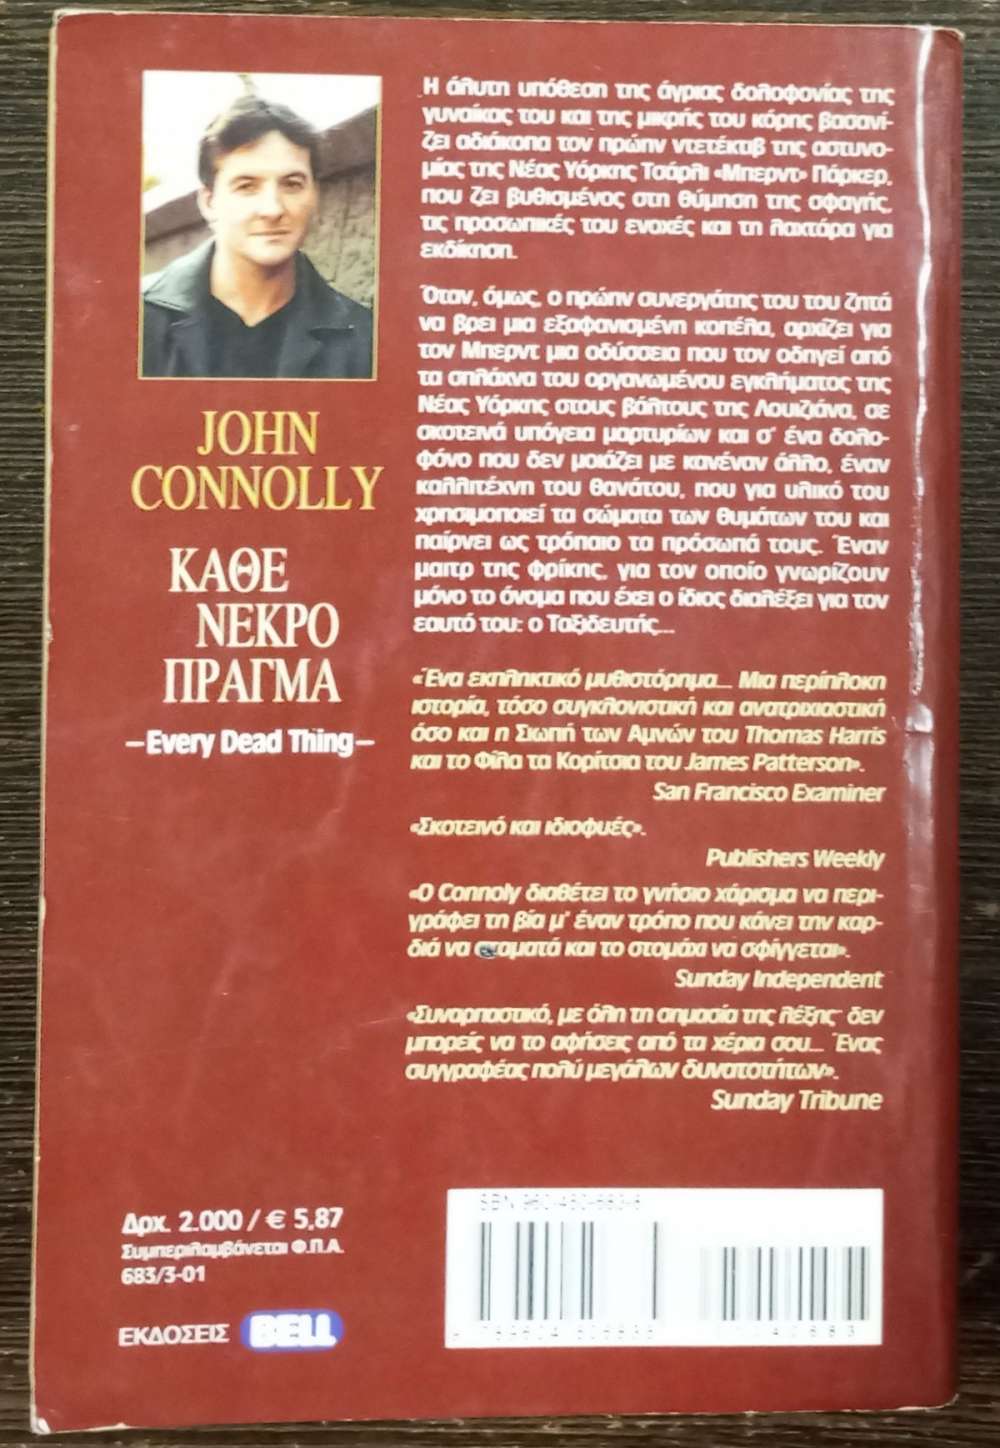 Η άλυτη υπόθεση της άγριας δολοφονίας της
γυναίκας του και της μικρής του κόρης βασανί-
ζει αδιάκοπα τον πρώην ντετέκτιβ της αστυνο-
μίας της Νέας Υόρκης Τσάρλι «Μπερντ» Πάρκερ,
που ζει βυθισμένος στη θύμηση της σφαγής,
τις προσωπικές του ενοχές και τη λαχτάρα για
εκδίκηση.
Όταν, όμως, ο πρώην συνεργάτης του του ζητά
να βρει μια εξαφανισμένη κοπέλα, αρχίζει για
τον Μπερντ μια οδύσσεια που τον οδηγεί από
τα σπλάχνα του οργανωμένου εγκλήματος της
Νέας Υόρκης στους βάλτους της Λουιζιάνα, σε
σκοτεινά υπόγεια μαρτυρίων και σ' ένα δολο-
φόνο που δεν μοιάζει με κανέναν άλλο, έναν
καλλιτέχνη του θανάτου, που για υλικό του
χρησιμοποιεί τα σώματα των θυμάτων του και
παίρνει ως τρόπαιο τα πρόσωπά τους. Έναν
μαιτρ της φρίκης, για τον οποίο γνωρίζουν
μόνο το όνομα που έχει ο ίδιος διαλέξει για τον
εαυτό του: ο Ταξιδευτής...
«Ένα εκπληκτικό μυθιστόρημα... Μια περίπλοκη
ιστορία, τόσο συγκλονιστική και ανατριχιαστική
όσο και η Σιωπή των Αμνών του Thomas Harris
και το Φίλα τα Κορίτσια του James Patterson».
San Francisco Examiner
«Σκοτεινό και ιδιοφυές».
Publishers Weekly
«Ο Connoly διαθέτει το γνήσιο χάρισμα να περι-
γράφει τη βία μ' έναν τρόπο που κάνει την καρ-
διά να σταματά και το στομάχι να σφίγγεται».
Sunday Independent
«Συναρπαστικό, με όλη τη σημασία της λέξης· δεν
μπορείς να το αφήσεις από τα χέρια σου... Ένας
συγγραφέας πολύ μεγάλων δυνατοτήτων».
Sunday Tribune
JOHN
CONNOLLY
ΚΑΘΕ
ΝΕΚΡΟ
ΠΡΑΓΜΑ
–Every Dead Thing–
Δρχ. 2.000 / € 5,87
Συμπεριλαμβάνεται Φ.Π.Α.
683/3-01
ΕΚΔΟΣΕΙΣ BELL